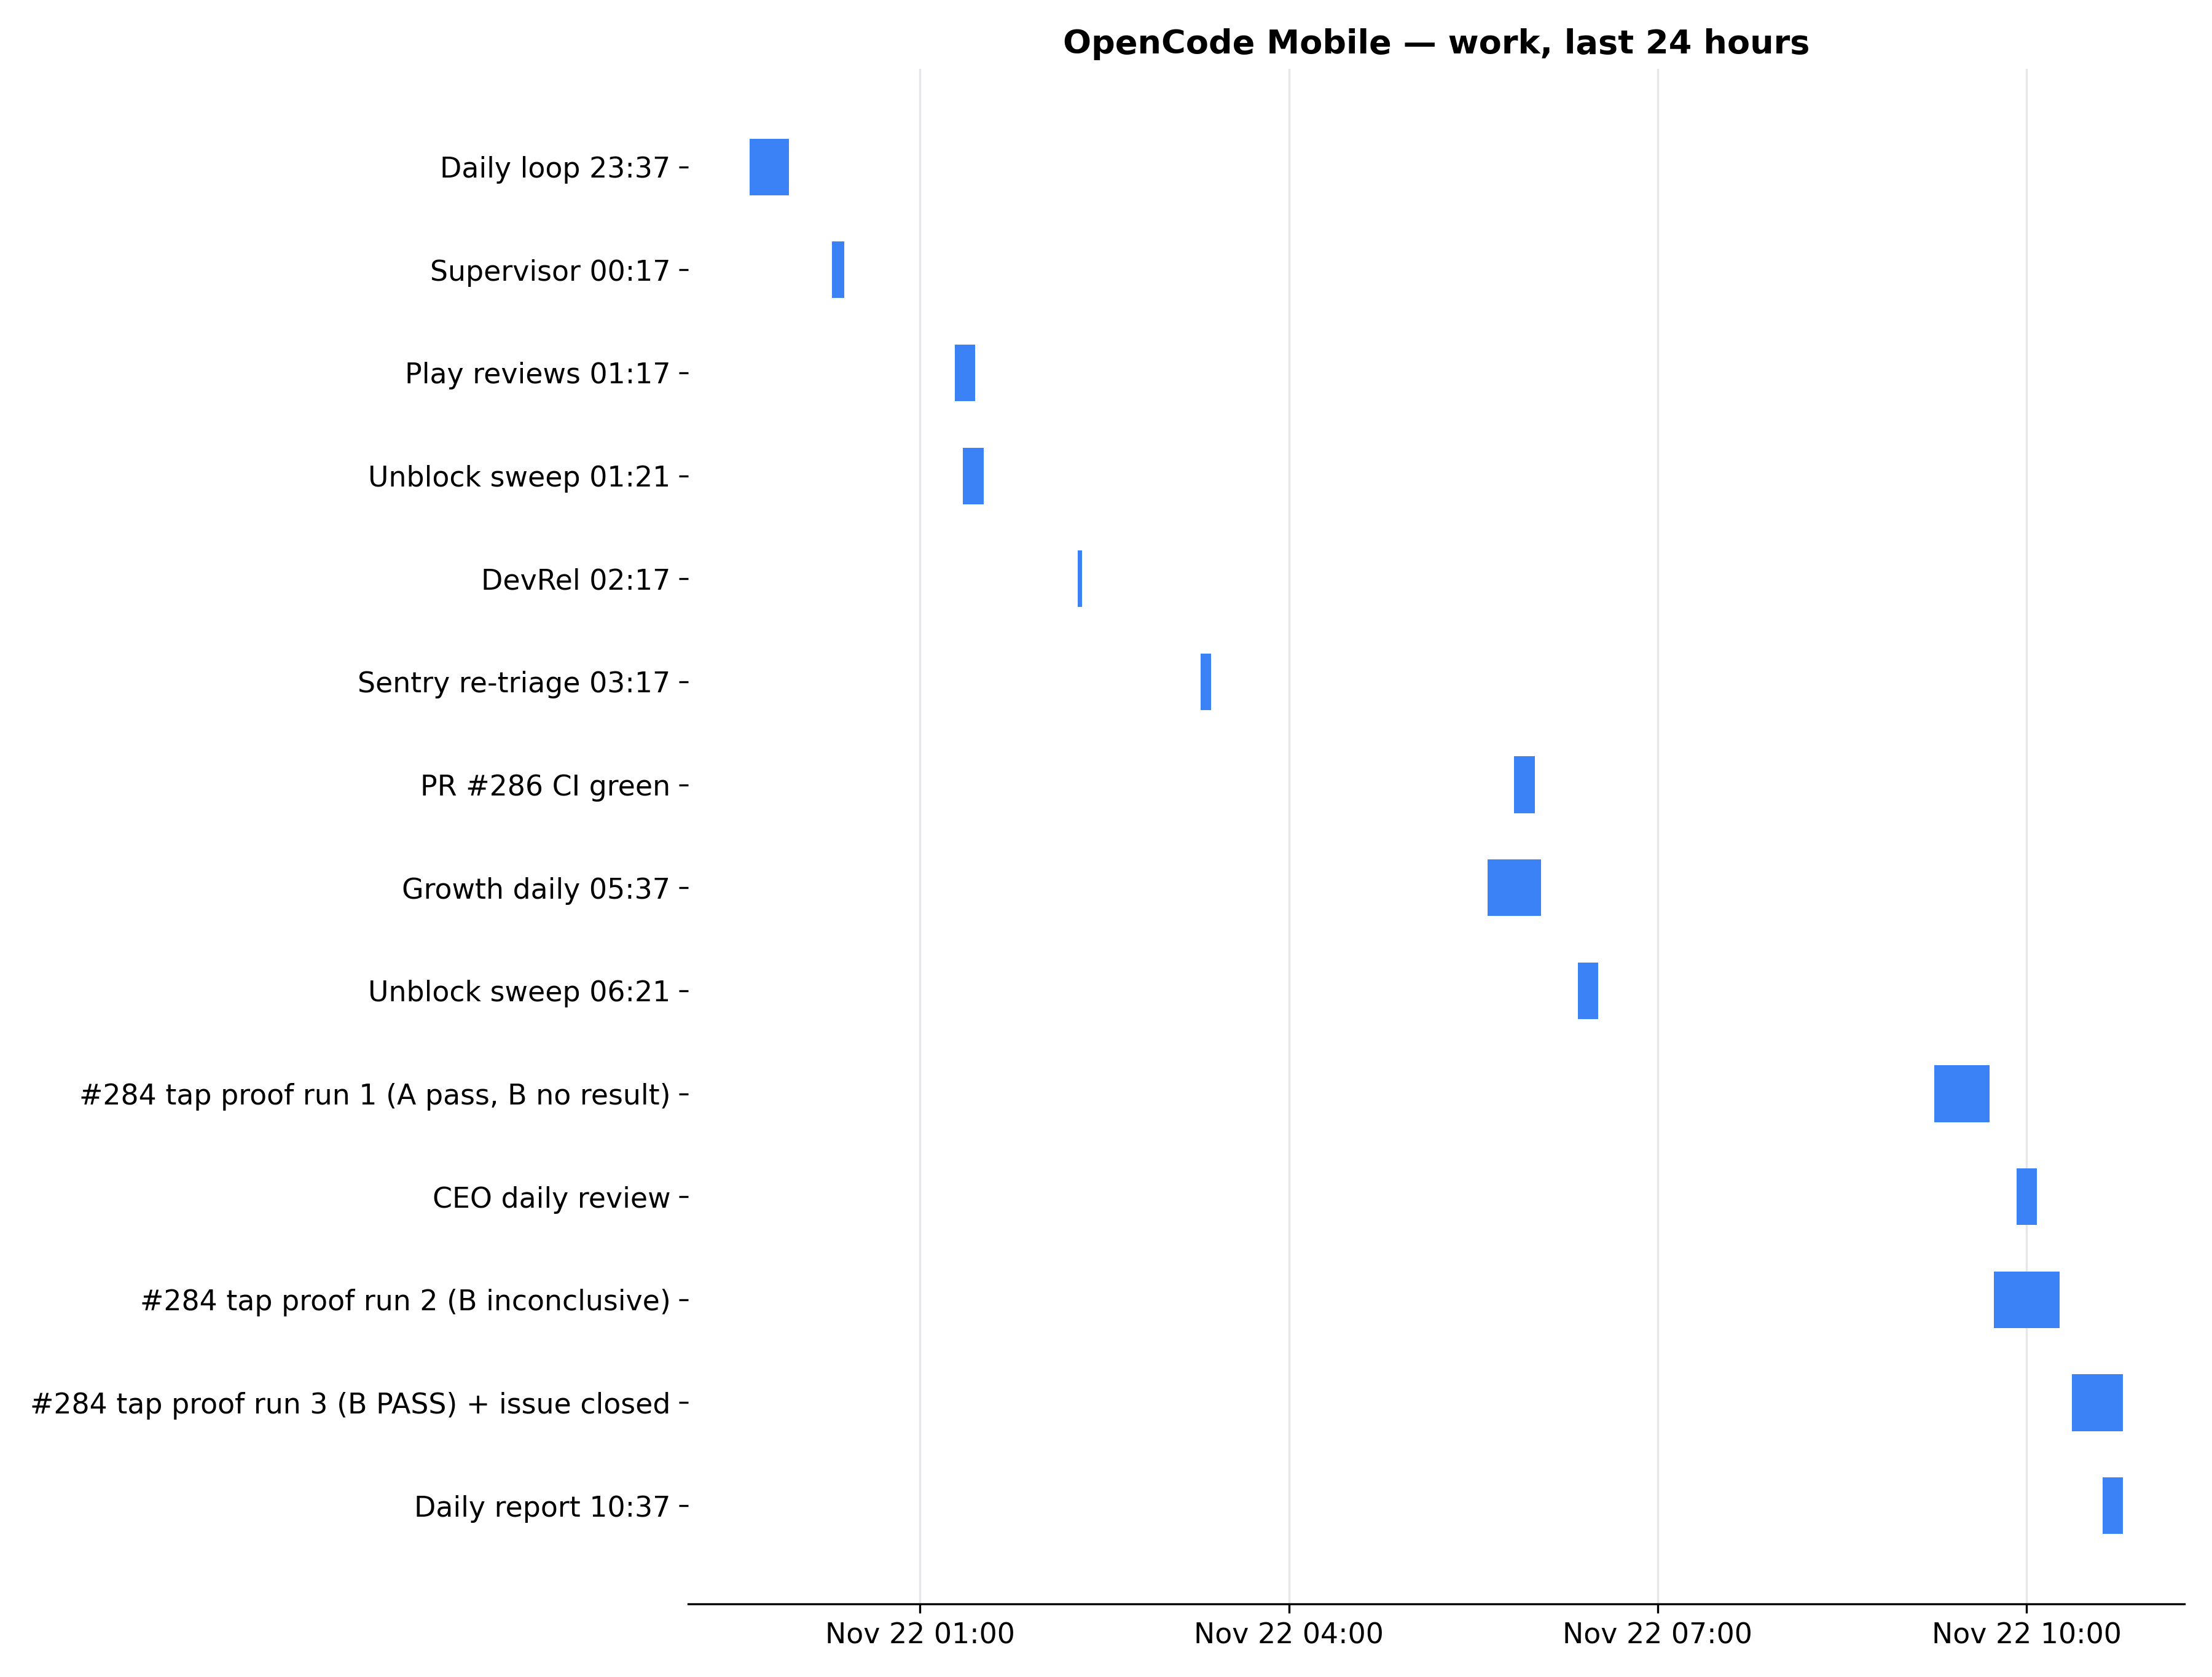 OpenCode Mobile — work, last 24 hours
Daily loop 23:37
Supervisor 00:17
Play reviews 01:17
Unblock sweep 01:21
DevRel 02:17
Sentry re-triage 03:17
PR #286 CI green
Growth daily 05:37
Unblock sweep 06:21
#284 tap proof run 1 (A pass, B no result)
CEO daily review
#284 tap proof run 2 (B inconclusive)
#284 tap proof run 3 (B PASS) + issue closed
Daily report 10:37
Nov 22 01:00 Nov 22 04:00 Nov 22 07:00 Nov 22 10:00